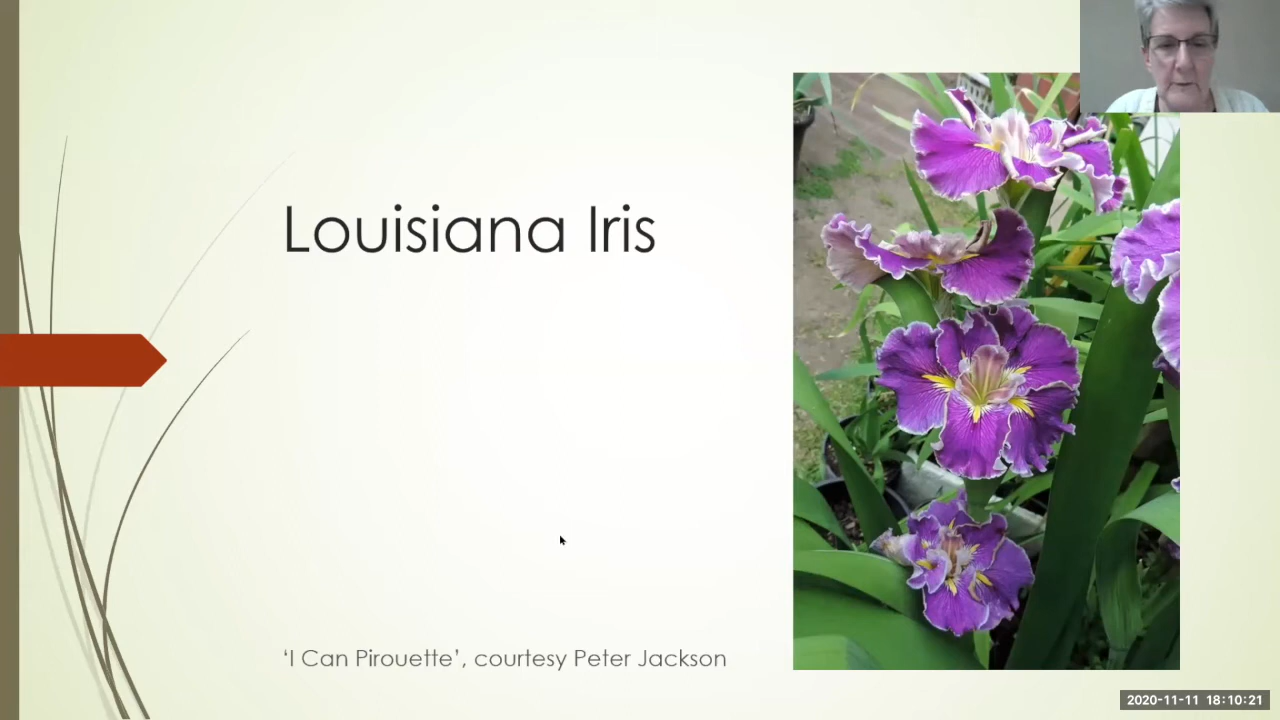 Louisiana Iris
‘I Can Pirouette’, courtesy Peter Jackson
2020-11-11 18:10:21